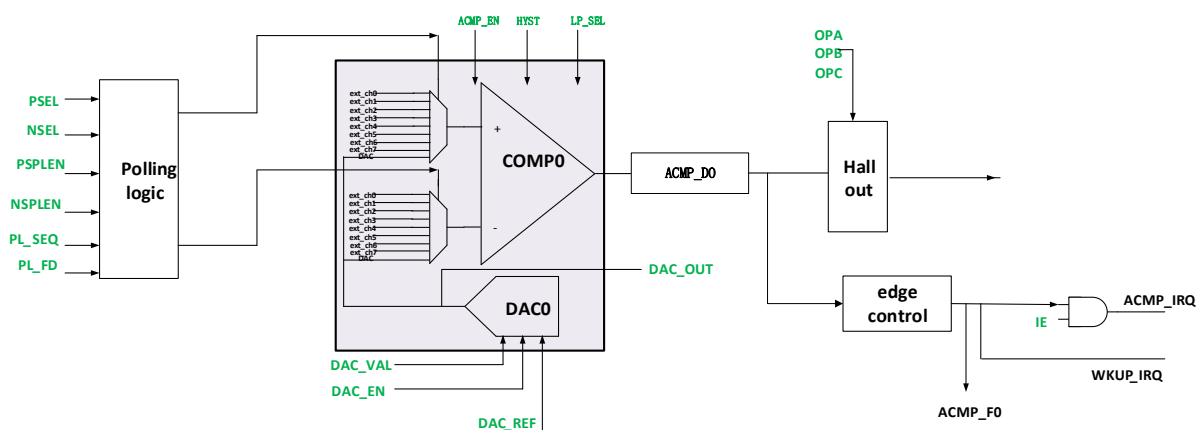 PSEL
NSEL
PSPLEN
NSPLEN
PL_SEQ
PL_FD
Polling
logic
ACMP_EN
HYST
LP_SEL
ext_ch0
ext_ch1
ext_ch2
ext_ch3
ext_ch4
ext_ch5
ext_ch6
ext_ch7
DAC
+
COMP0
ext_ch0
ext_ch1
ext_ch2
ext_ch3
ext_ch4
ext_ch5
ext_ch6
ext_ch7
DAC
-
DAC0
DAC_OUT
DAC_VAL
DAC_EN
DAC_REF
ACMP_DO
OPA
OPB
OPC
Hall
out
edge
control
IE
ACMP_IRQ
WKUP_IRQ
ACMP_F0